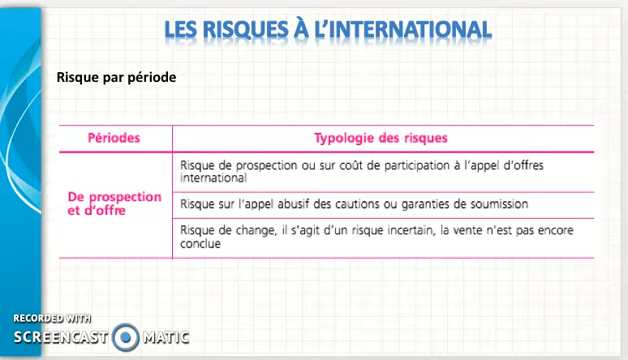 LES RISQUES À L'INTERNATIONAL
Risque par période
Périodes
Typologie des risques
De prospection
et d'offre
Risque de prospection ou sur coût de participation à l'appel d'offres
international
Risque sur l'appel abusif des cautions ou garanties de soumission
Risque de change, il s'agit d'un risque incertain, la vente n'est pas encore
conclue
RECORDED WITH
SCREENCAST MATIC